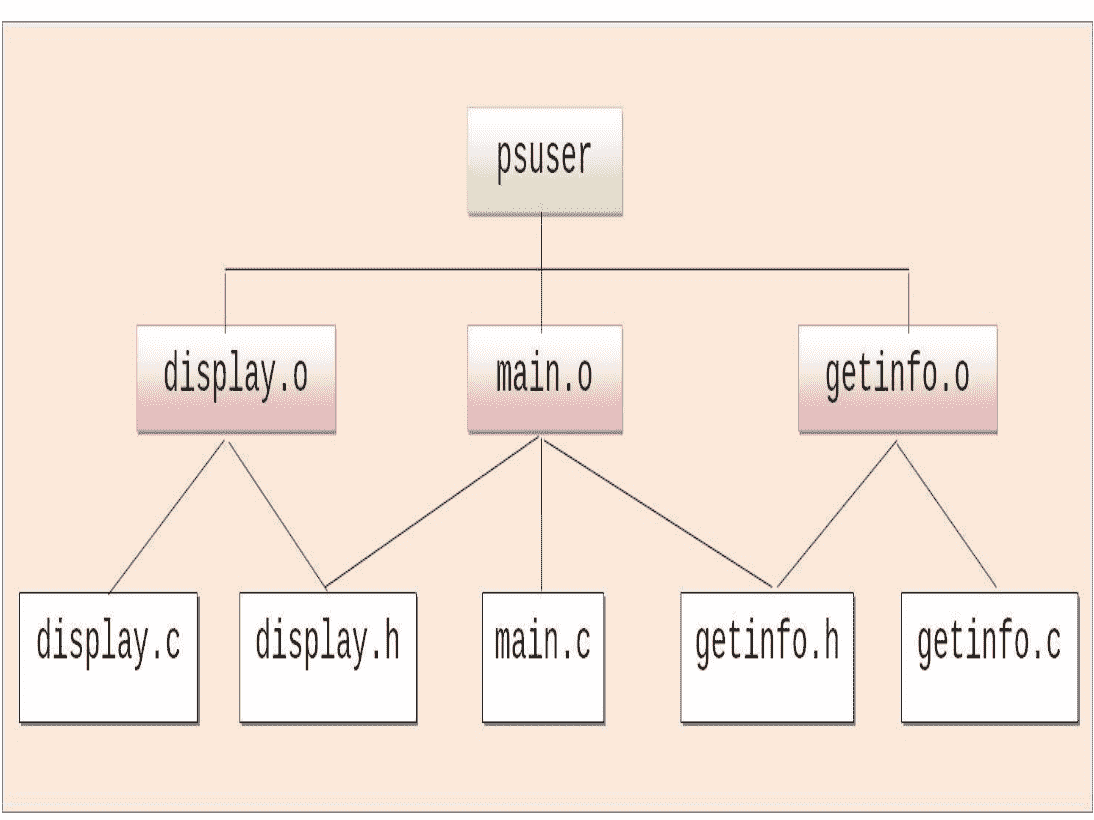 psuser
display.o
main.o
getinfo.o
display.c
display.h
main.c
getinfo.h
getinfo.c